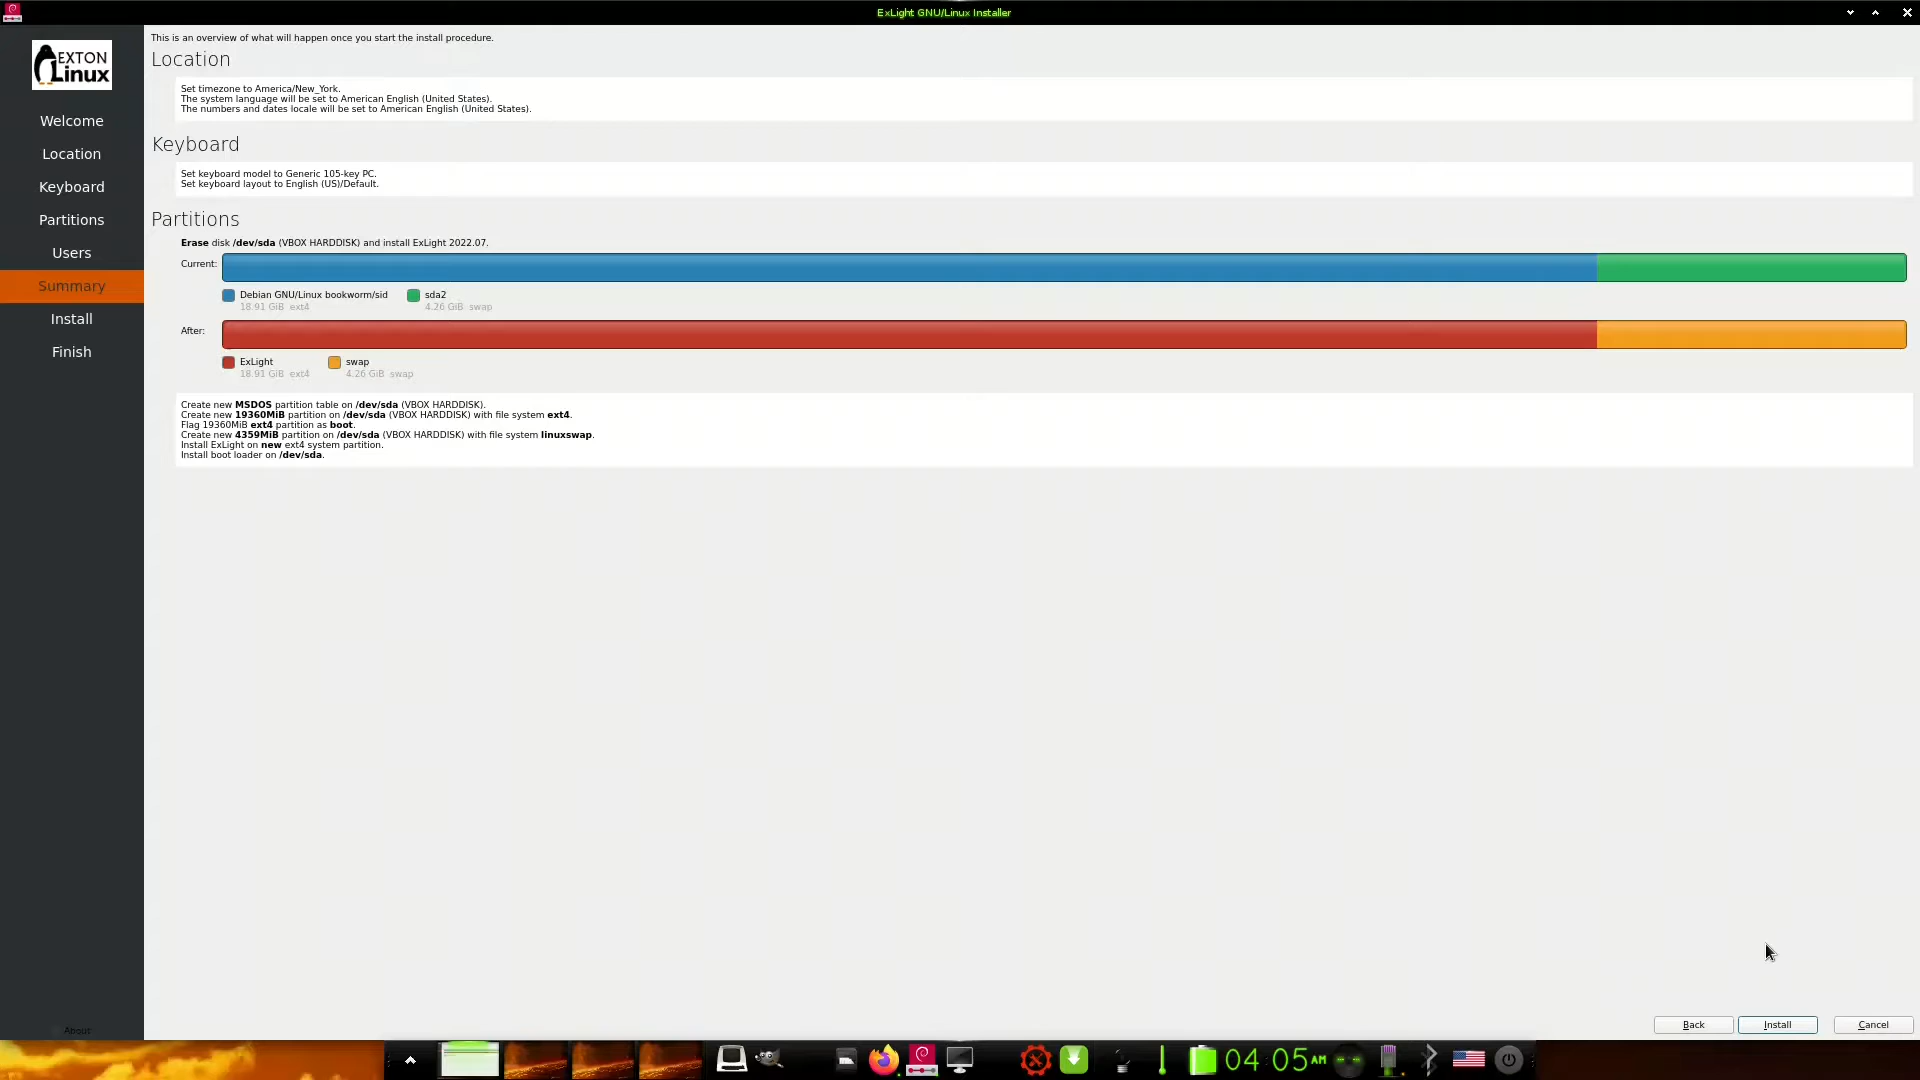 ExLight GNU/Linux Installer
EXTON
Linux
Welcome
Location
Keyboard
Partitions
Users
Summary
Install
Finish
About
This is an overview of what will happen once you start the install procedure.
Location
Set timezone to America/New_York.
The system language will be set to American English (United States).
The numbers and dates locale will be set to American English (United States).
Keyboard
Set keyboard model to Generic 105-key PC.
Set keyboard layout to English (US)/Default.
Partitions
Erase disk /dev/sda (VBOX HARDDISK) and install ExLight 2022.07.
Current:
Debian GNU/Linux bookworm/sid sda2
18.91 GiB ext4 4.26 GiB swap
After:
ExLight swap
18.91 GiB ext4 4.26 GiB swap
Create new MSDOS partition table on /dev/sda (VBOX HARDDISK).
Create new 19360MiB partition on /dev/sda (VBOX HARDDISK) with file system ext4.
Flag 19360MiB ext4 partition as boot.
Create new 4359MiB partition on /dev/sda (VBOX HARDDISK) with file system linuxswap.
Install ExLight on new ext4 system partition.
Install boot loader on /dev/sda.
Back Install Cancel
04 05 AM